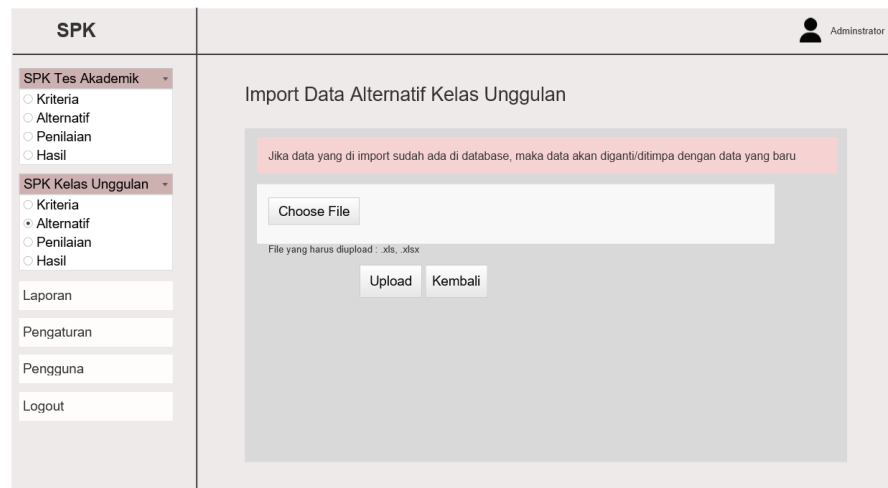 SPK
Adminstrator
SPK Tes Akademik
Kriteria
Alternatif
Penilaian
Hasil
SPK Kelas Unggulan
Kriteria
Alternatif
Penilaian
Hasil
Laporan
Pengaturan
Pengguna
Logout
Import Data Alternatif Kelas Unggulan
Jika data yang di import sudah ada di database, maka data akan diganti/ditimpa dengan data yang baru
Choose File
File yang harus diupload : .xls, .xlsx
Upload Kembali